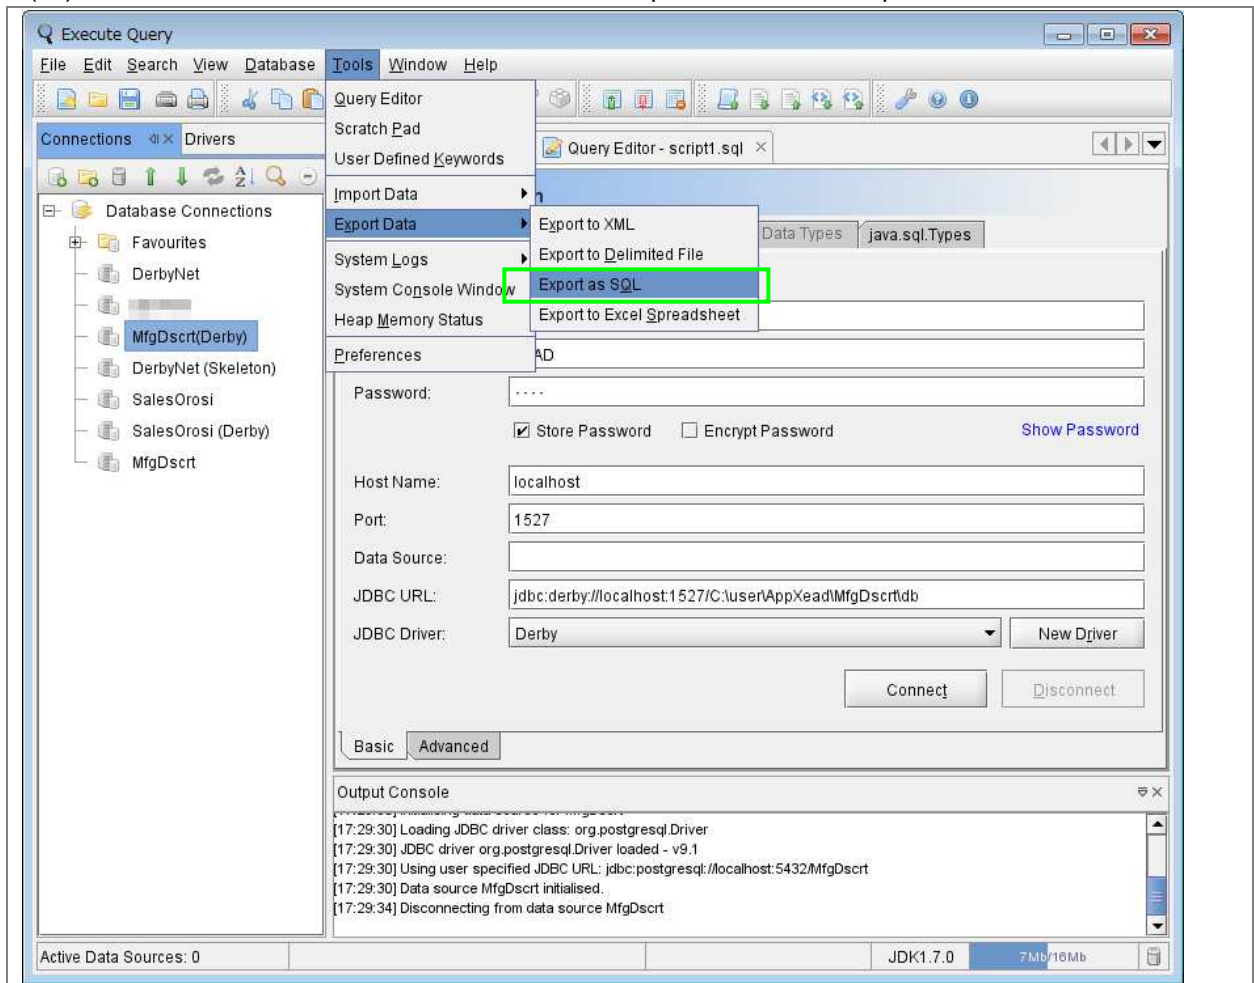 Execute Query
File Edit Search View Database Tools Window Help
Query Editor
Scratch Pad
User Defined Keywords
Import Data
Export Data
System Logs
System Console Window
Heap Memory Status
Preferences
Export to XML
Export to Delimited File
Export as SQL
Export to Excel Spreadsheet
Connections Drivers
Database Connections
Favourites
DerbyNet
MfgDscrt(Derby)
DerbyNet (Skeleton)
SalesOrosi
SalesOrosi (Derby)
MfgDscrt
Query Editor - script1.sql
Data Types java.sql.Types
Password: ····
Store Password Encrypt Password Show Password
Host Name: localhost
Port: 1527
Data Source:
JDBC URL: jdbc:derby://localhost:1527/C:\user\AppXead\MfgDscrt\db
JDBC Driver: Derby New Driver
Connect Disconnect
Basic Advanced
Output Console
[17:29:30] Loading JDBC driver class: org.postgresql.Driver
[17:29:30] JDBC driver org.postgresql.Driver loaded - v9.1
[17:29:30] Using user specified JDBC URL: jdbc:postgresql://localhost:5432/MfgDscrt
[17:29:30] Data source MfgDscrt initialised.
[17:29:34] Disconnecting from data source MfgDscrt
Active Data Sources: 0 JDK1.7.0 7Mb/16Mb